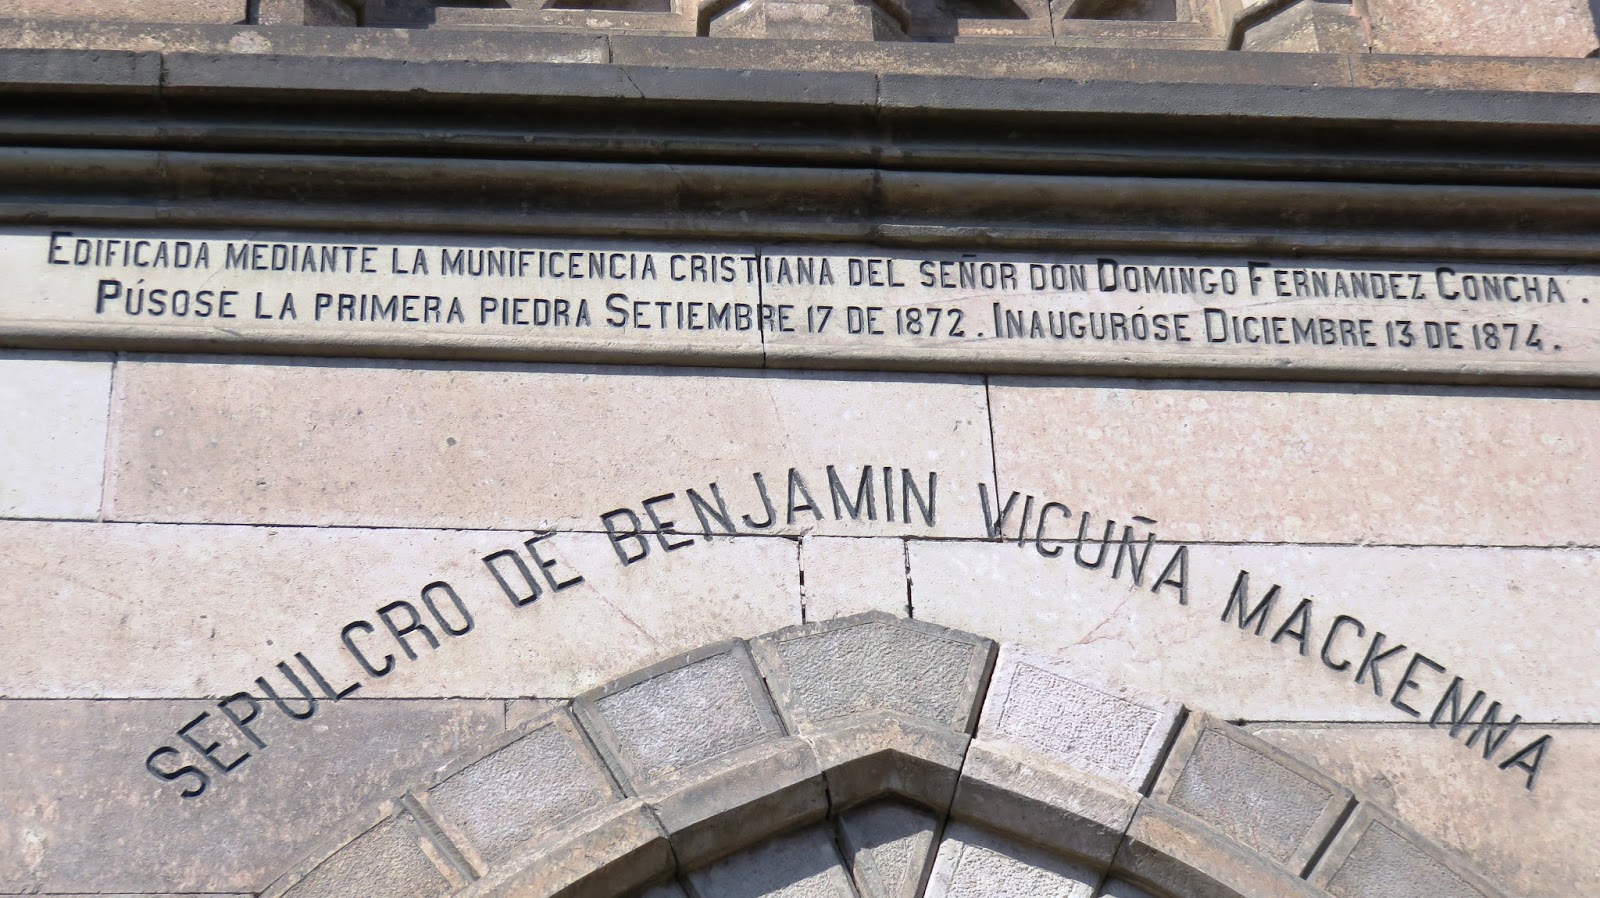 EDIFICADA MEDIANTE LA MUNIFICENCIA CRISTIANA DEL SEÑOR DON DOMINGO FERNANDEZ CONCHA.
PÚSOSE LA PRIMERA PIEDRA SETIEMBRE 17 DE 1872. INAUGURÓSE DICIEMBRE 13 DE 1874.
SEPULCRO DE BENJAMIN VICUÑA MACKENNA